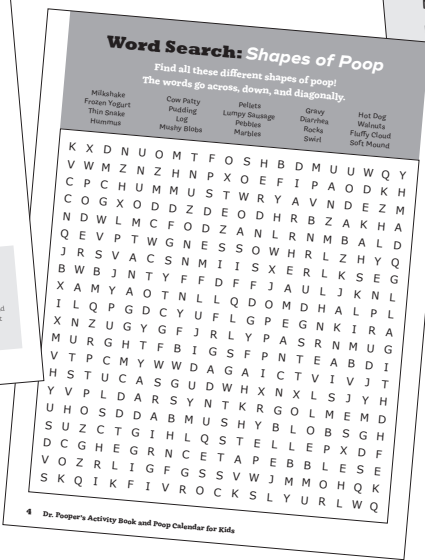 Word Search: Shapes of Poop
Find all these different shapes of poop!
The words go across, down, and diagonally.
Milkshake
Frozen Yogurt
Thin Snake
Hummus
Cow Patty
Pudding
Log
Mushy Blobs
Pellets
Lumpy Sausage
Pebbles
Marbles
Gravy
Diarrhea
Rocks
Swirl
Hot Dog
Walnuts
Fluffy Cloud
Soft Mound
K X D N U O M T F O S H B D M U U W Q Y
V W M Z N Z H N P X O E F I P A O D K H
C P C H U M M U S T W R Y A V N D E Z M
C O G X O D D Z D E O D H R B Z A K H A
N D W L M C F O D Z A N L R N M B A L D
Q E V P T W G N E S S O W H R L Z H Y Q
J R S V A C S N M I I S X E R L K S E G
B W B J N T Y F F D F F J A U L J K N L
X A M Y A O T N L L Q D O M D H A L P L
I L Q P G D C Y U F L G P E G N K I R A
X N Z U G Y G F J R L Y P A S R N M U G
M U R G H T F B I G S F P N T E A B D I
V T P C M Y W W D A G A I C T V I V J T
H S T U C A S G U D W H X N X L S J Y H
Y V P L D A R S Y N T K R G O L M E M D
U H O S D D A B M U S H Y B L O B S G H
S U Z C T G I H L Q S T E L L E P X D F
D C G H E G R N C E T A P E B B L E S E
V O Z R L I G F G S S V W J M M O H Q K
S K Q I K F I V R O C K S L Y U R L W Q
4 Dr. Pooper's Activity Book and Poop Calendar for Kids